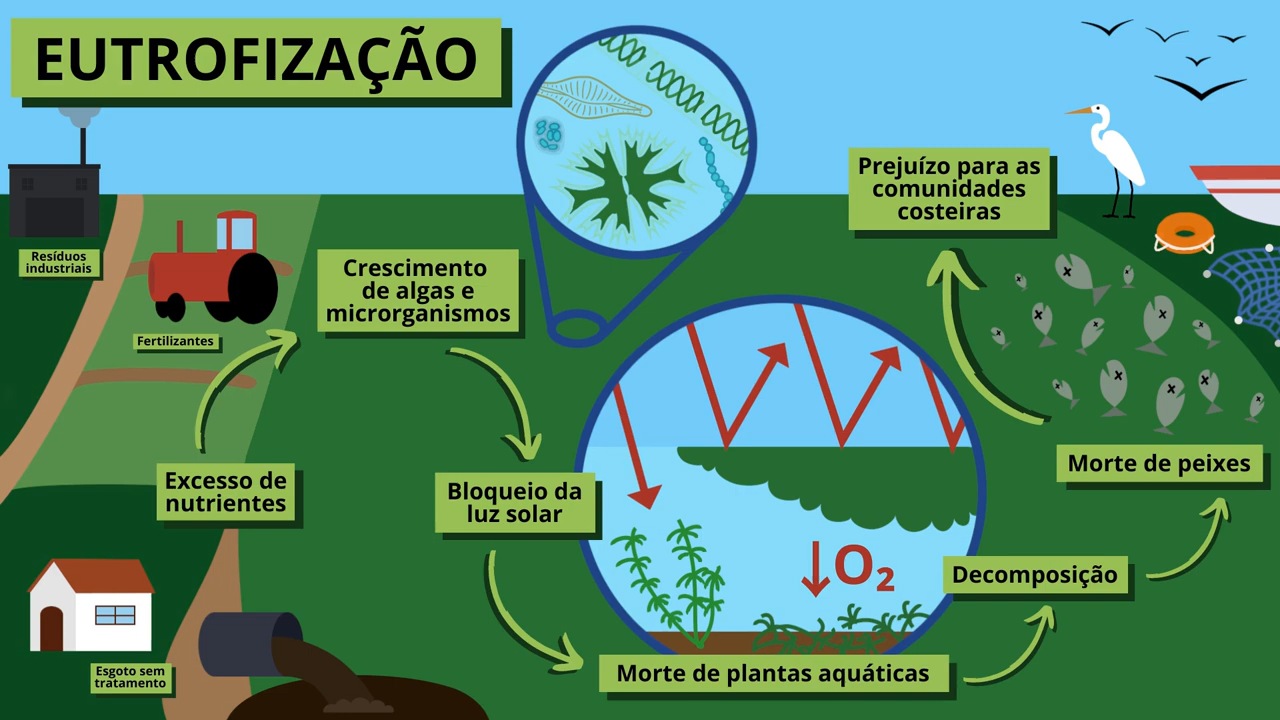 EUTROFIZAÇÃO
Resíduos
industriais
Fertilizantes
Esgoto sem
tratamento
Excesso de
nutrientes
Crescimento
de algas e
microrganismos
Bloqueio da
luz solar
↓O₂
Morte de plantas aquáticas
Decomposição
Morte de peixes
Prejuízo para as
comunidades
costeiras